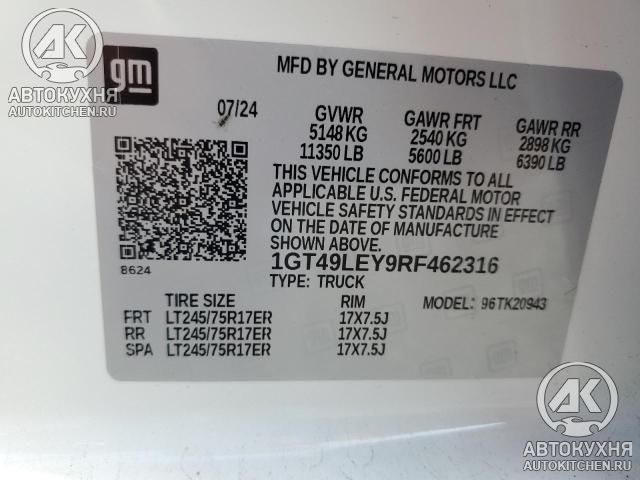 gm
MFD BY GENERAL MOTORS LLC
07/24
GVWR GAWR FRT GAWR RR
5148 KG 2540 KG 2898 KG
11350 LB 5600 LB 6390 LB
THIS VEHICLE CONFORMS TO ALL
APPLICABLE U.S. FEDERAL MOTOR
VEHICLE SAFETY STANDARDS IN EFFECT
ON THE DATE OF MANUFACTURE
SHOWN ABOVE.
8624
1GT49LEY9RF462316
TYPE: TRUCK
TIRE SIZE RIM MODEL: 96TK20943
FRT LT245/75R17ER 17X7.5J
RR LT245/75R17ER 17X7.5J
SPA LT245/75R17ER 17X7.5J
АК
АВТОКУХНЯ
AUTOKITCHEN.RU
АК
АВТОКУХНЯ
AUTOKITCHEN.RU